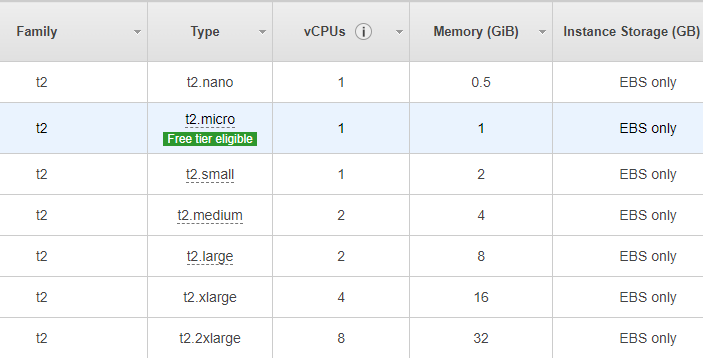 Family Type vCPUs i Memory (GiB) Instance Storage (GB)
t2 t2.nano 1 0.5 EBS only
t2 t2.micro 1 1 EBS only
Free tier eligible
t2 t2.small 1 2 EBS only
t2 t2.medium 2 4 EBS only
t2 t2.large 2 8 EBS only
t2 t2.xlarge 4 16 EBS only
t2 t2.2xlarge 8 32 EBS only